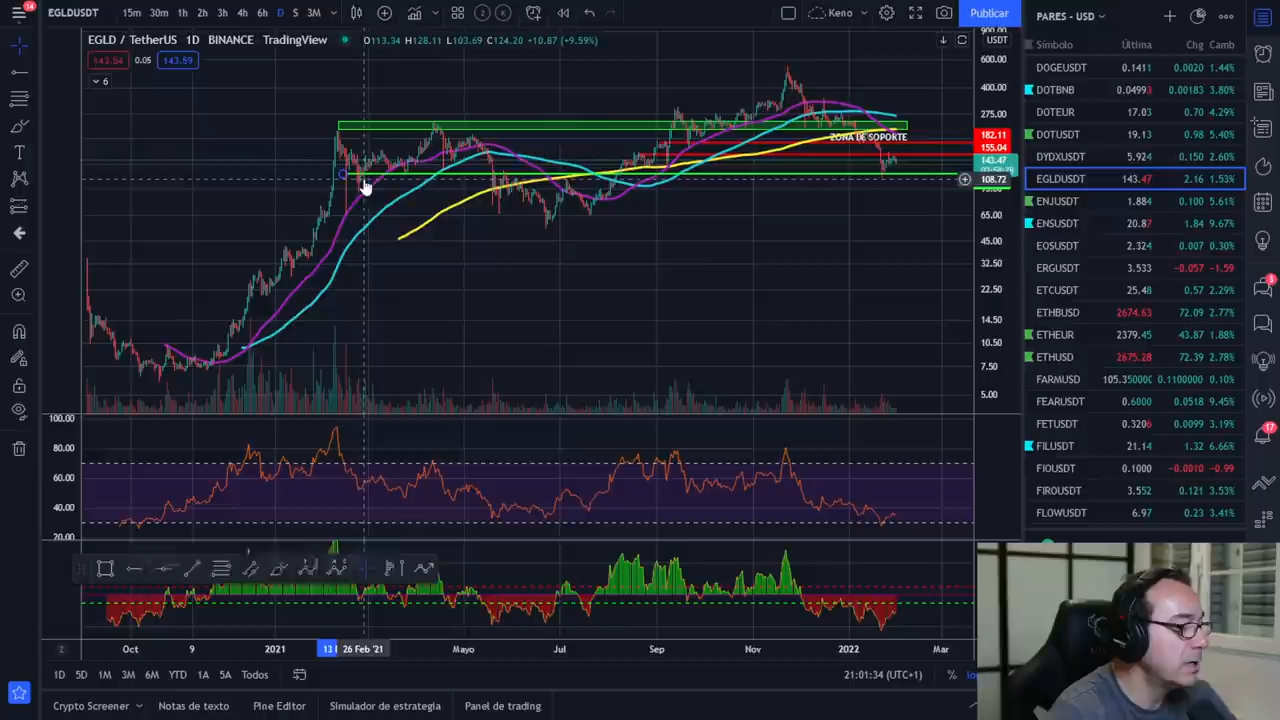 14
EGLDUSDT 15m 30m 1h 2h 3h 4h 6h D S 3M
2
Keno
Publicar
PARES - USD
EGLD / TetherUS 1D BINANCE TradingView
O113.34 H128.11 L103.69 C124.20 +10.87 (+9.59%)
USDT
143.54 0.05 143.59
6
900.00
600.00
400.00
275.00
182.11
155.04
143.47
108.72
65.00
45.00
32.50
22.50
14.50
10.50
7.50
5.00
ZONA DE SOPORTE
100.00
80.00
60.00
40.00
20.00
Oct 9 2021 13 26 Feb '21 Mayo Jul Sep Nov 2022 Mar
1D 5D 1M 3M 6M YTD 1A 5A Todos
21:01:34 (UTC+1) %
Crypto Screener Notas de texto Pine Editor Simulador de estrategia Panel de trading
Símbolo Última Chg Camb
DOGEUSDT 0.1411 0.0020 1.44%
DOTBNB 0.04993 0.00183 3.80%
DOTEUR 17.03 0.70 4.29%
DOTUSDT 19.13 0.98 5.40%
DYDXUSDT 5.924 0.150 2.60%
EGLDUSDT 143.47 2.16 1.53%
ENJUSDT 1.884 0.100 5.61%
ENSUSDT 20.87 1.84 9.67%
EOSUSDT 2.324 0.007 0.30%
ERGUSDT 3.533 -0.057 -1.59
ETCUSDT 25.48 0.57 2.29%
ETHBUSD 2674.63 72.09 2.77%
ETHEUR 2379.45 43.87 1.88%
ETHUSD 2675.28 72.39 2.78%
FARMUSD 105.35000 0.1100000 0.10%
FEARUSDT 0.6000 0.0518 9.45%
FETUSDT 0.3206 0.0099 3.19%
FILUSDT 21.14 1.32 6.66%
FIOUSDT 0.1000 -0.0010 -0.99
FIROUSDT 3.552 0.121 3.53%
FLOWUSDT 6.97 0.23 3.41%
3
17